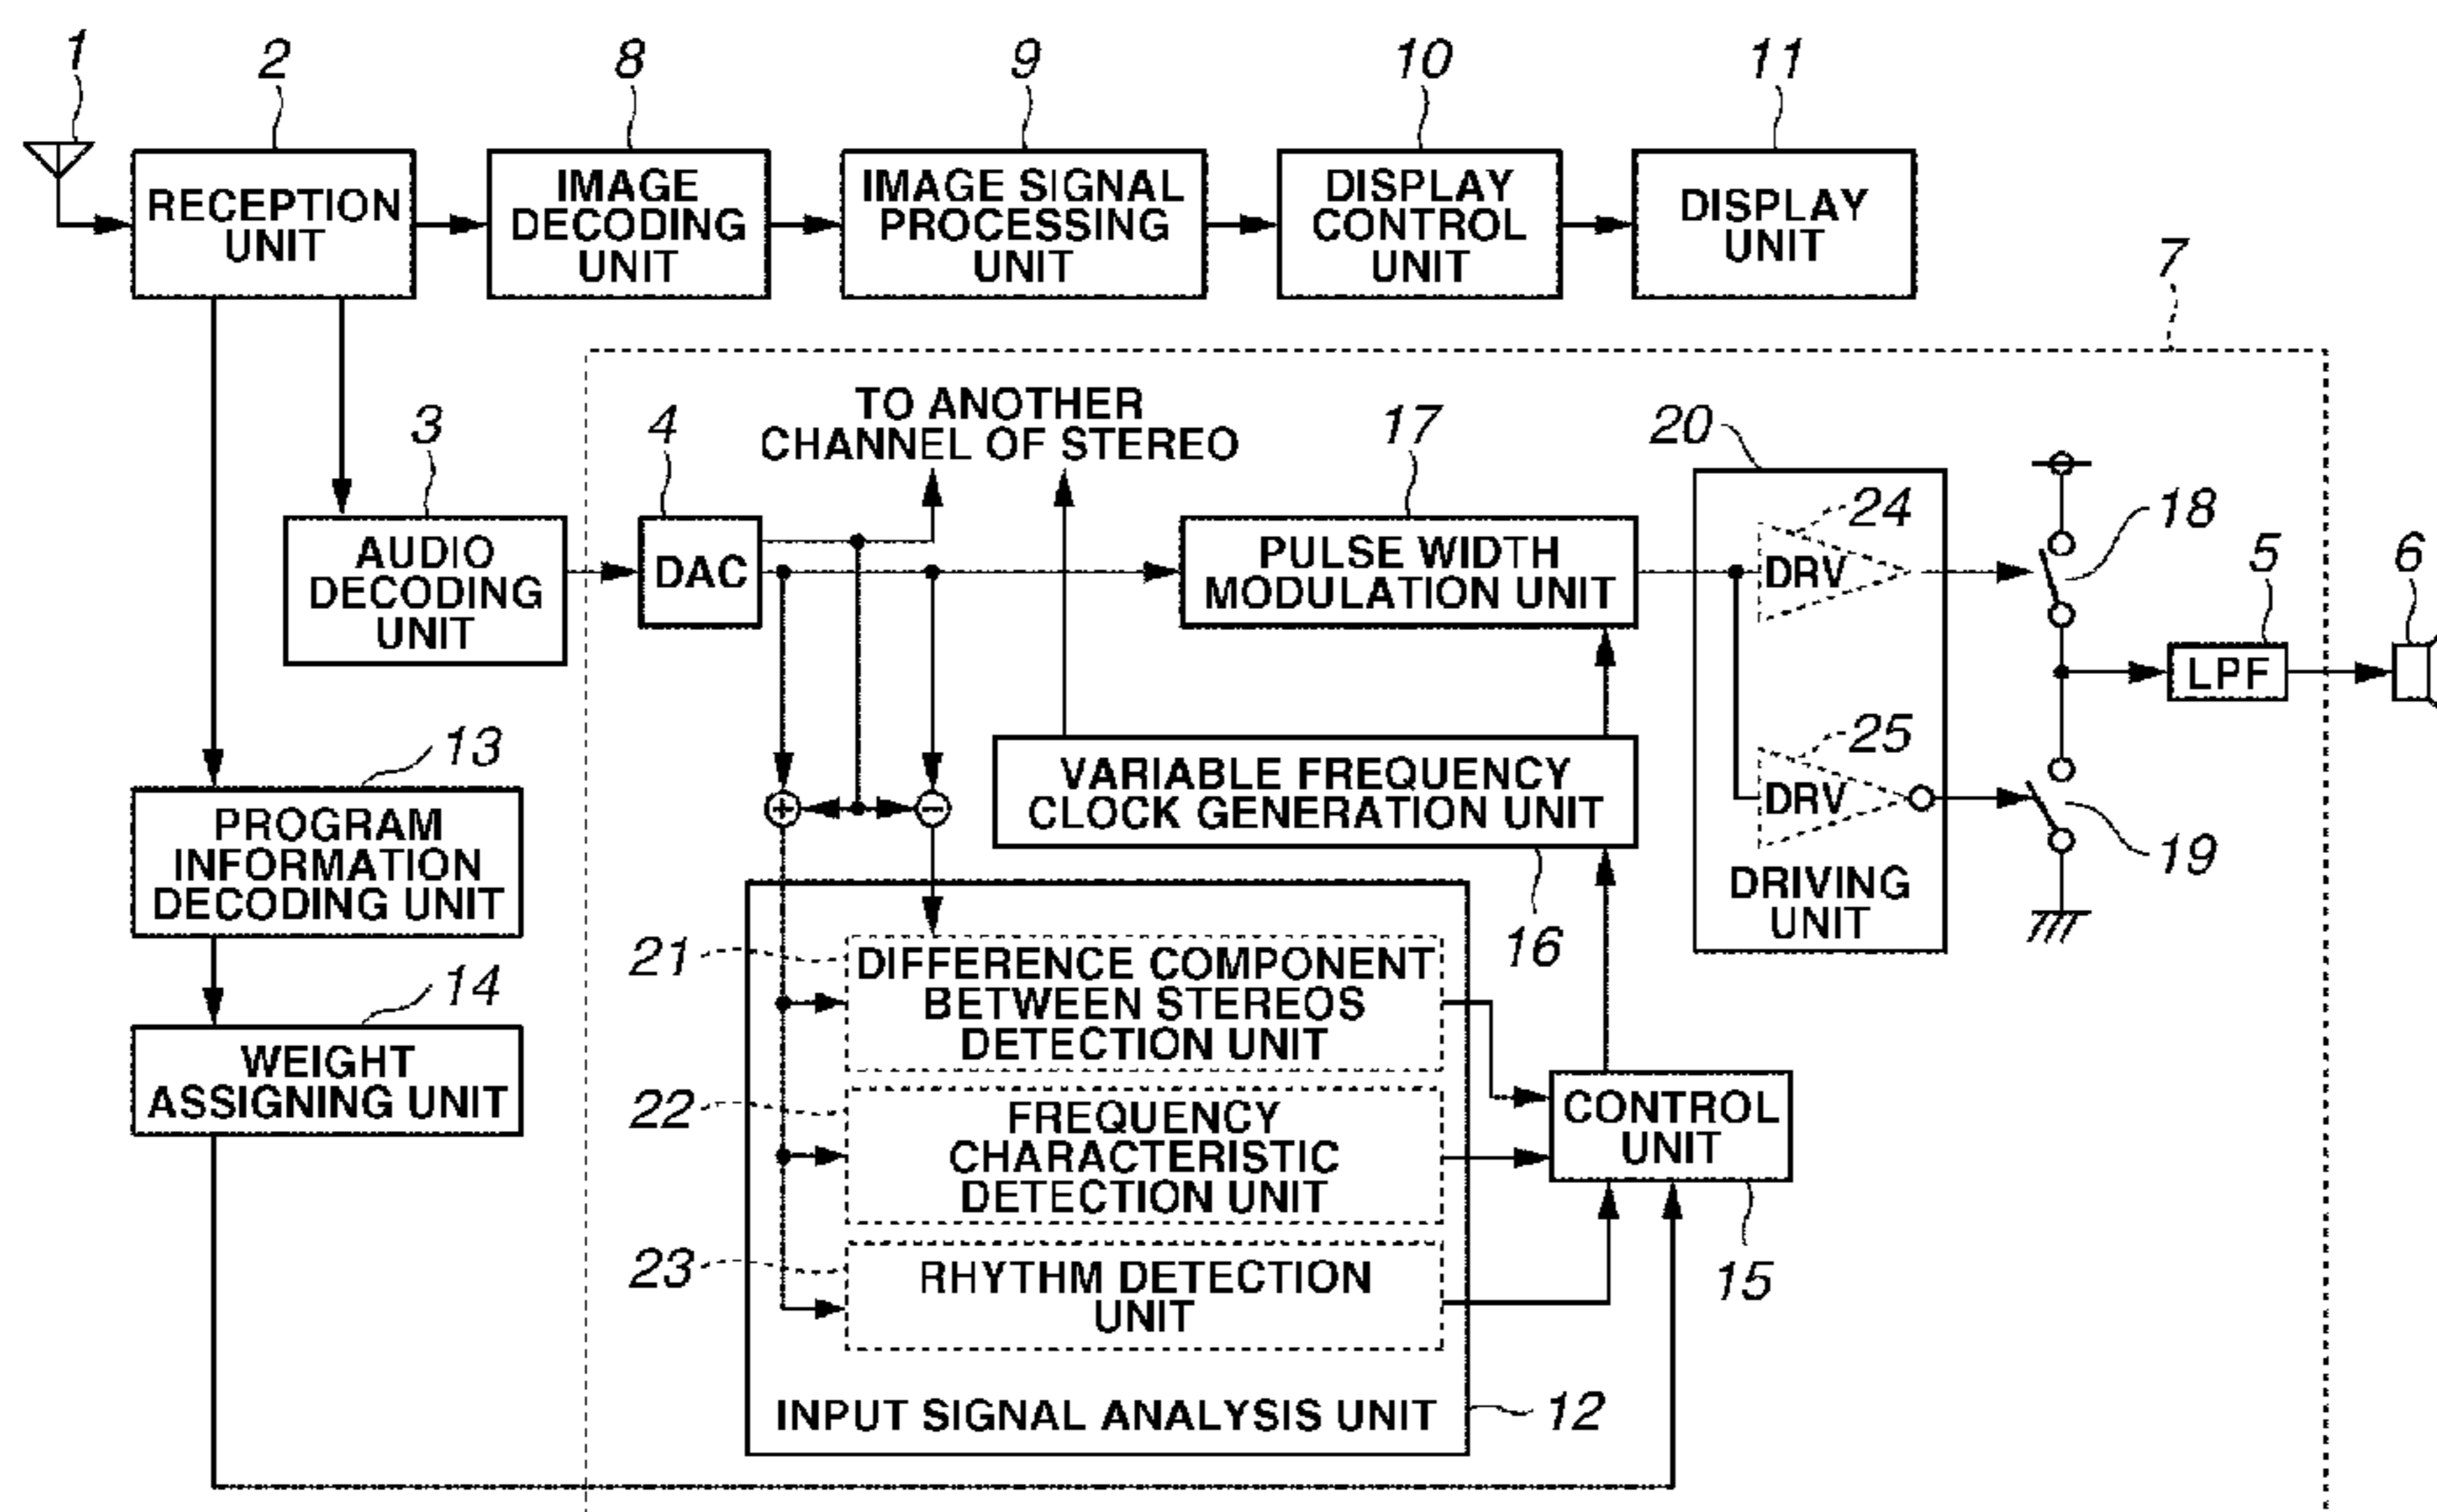 1
2
8
9
10
11
RECEPTION
UNIT
IMAGE
DECODING
UNIT
IMAGE SIGNAL
PROCESSING
UNIT
DISPLAY
CONTROL
UNIT
DISPLAY
UNIT
7
TO ANOTHER
CHANNEL OF STEREO
3
4
17
20
AUDIO
DECODING
UNIT
DAC
PULSE WIDTH
MODULATION UNIT
24
DRV
18
5
6
LPF
13
VARIABLE FREQUENCY
CLOCK GENERATION UNIT
25
DRV
19
+
−
PROGRAM
INFORMATION
DECODING UNIT
DRIVING
UNIT
16
21
DIFFERENCE COMPONENT
BETWEEN STEREOS
DETECTION UNIT
14
WEIGHT
ASSIGNING UNIT
22
FREQUENCY
CHARACTERISTIC
DETECTION UNIT
CONTROL
UNIT
15
23
RHYTHM DETECTION
UNIT
INPUT SIGNAL ANALYSIS UNIT
12